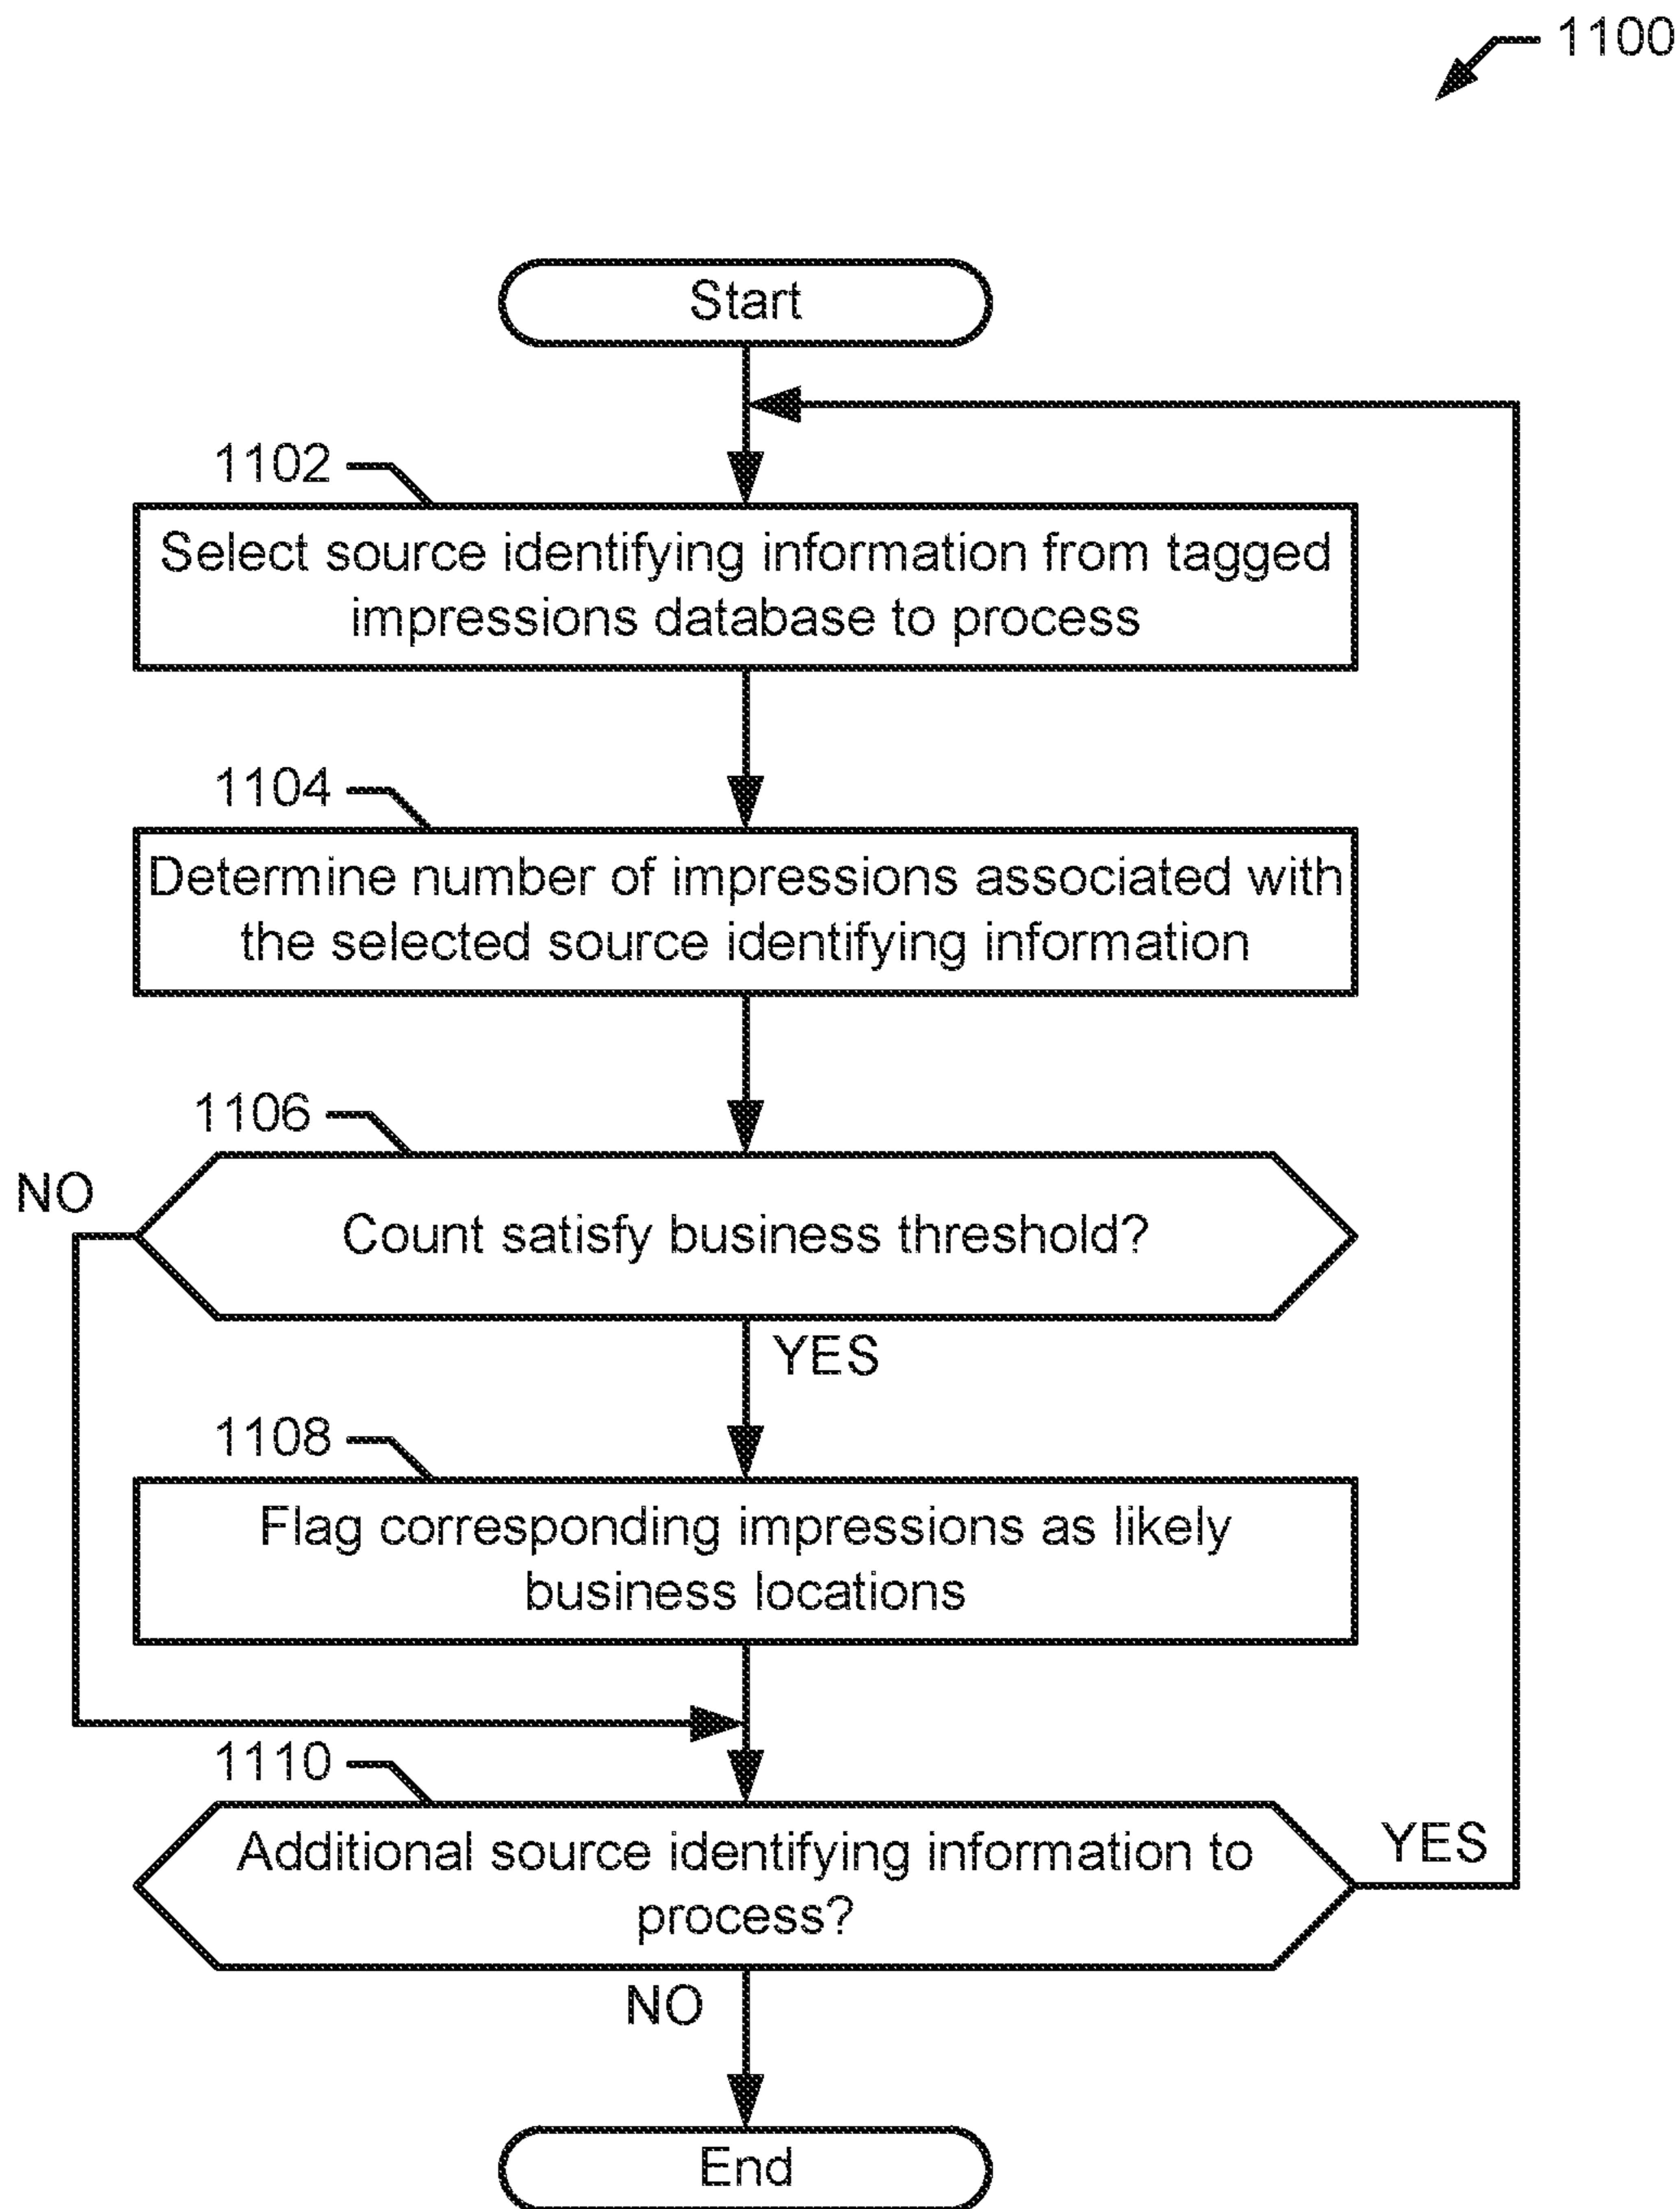 1100
Start
1102
Select source identifying information from tagged
impressions database to process
1104
Determine number of impressions associated with
the selected source identifying information
1106
NO
Count satisfy business threshold?
YES
1108
Flag corresponding impressions as likely
business locations
1110
Additional source identifying information to
process?
YES
NO
End